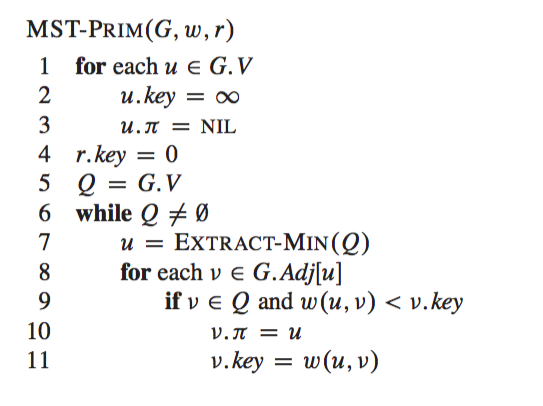 MST-PRIM(G, w, r)
1 for each u ∈ G.V
2 u.key = ∞
3 u.π = NIL
4 r.key = 0
5 Q = G.V
6 while Q ≠ ∅
7 u = EXTRACT-MIN(Q)
8 for each v ∈ G.Adj[u]
9 if v ∈ Q and w(u, v) < v.key
10 v.π = u
11 v.key = w(u, v)